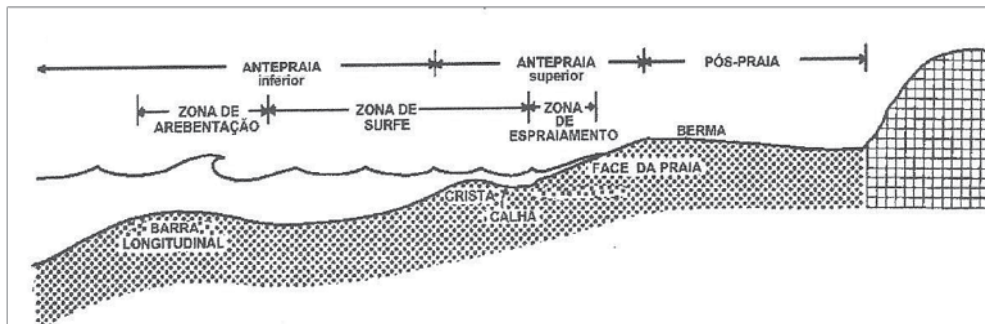 ANTEPRAIA
inferior
ANTEPRAIA
superior
PÓS-PRAIA
ZONA DE
AREBENTAÇÃO
ZONA DE
SURFE
ZONA
DE
ESPRAIAMENTO
BERMA
FACE DA PRAIA
CRISTA
CALHA
BARRA
LONGITUDINAL